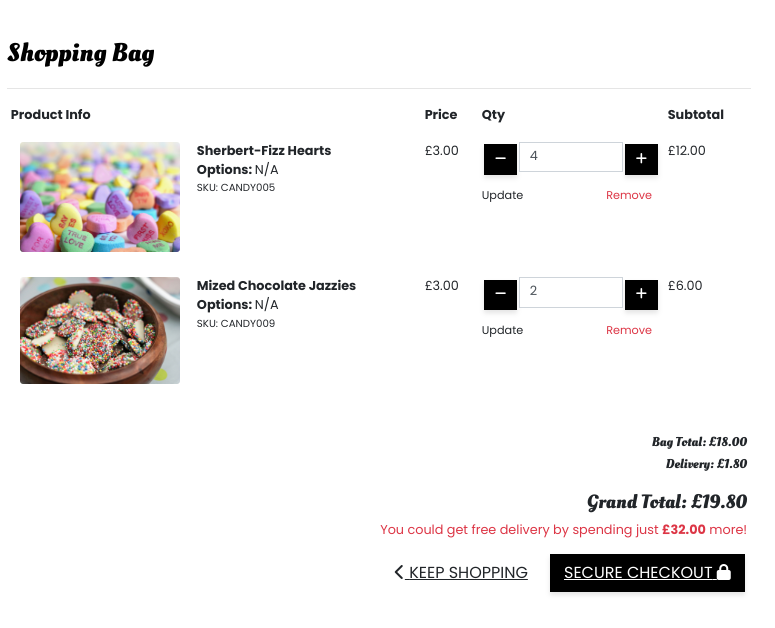 Shopping Bag
Product Info Price Qty Subtotal
Sherbert-Fizz Hearts £3.00 − 4 + £12.00
Options: N/A
SKU: CANDY005
Update Remove
TRUE LOVE
Mized Chocolate Jazzies £3.00 − 2 + £6.00
Options: N/A
SKU: CANDY009
Update Remove
Bag Total: £18.00
Delivery: £1.80
Grand Total: £19.80
You could get free delivery by spending just £32.00 more!
KEEP SHOPPING SECURE CHECKOUT